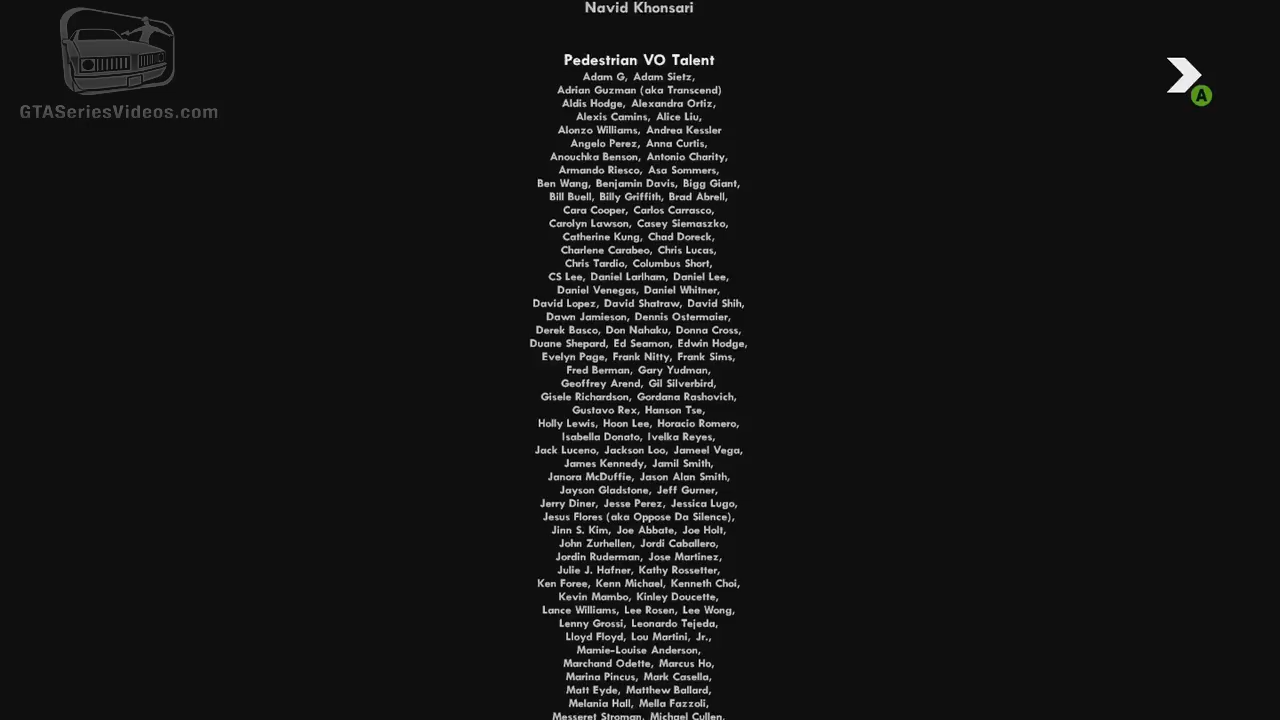 Navid Khonsari
GTASeriesVideos.com
A
Pedestrian VO Talent
Adam G, Adam Sietz,
Adrian Guzman (aka Transcend)
Aldis Hodge, Alexandra Ortiz,
Alexis Camins, Alice Liu,
Alonzo Williams, Andrea Kessler
Angelo Perez, Anna Curtis,
Anouchka Benson, Antonio Charity,
Armando Riesco, Asa Sommers,
Ben Wang, Benjamin Davis, Bigg Giant,
Bill Buell, Billy Griffith, Brad Abrell,
Cara Cooper, Carlos Carrasco,
Carolyn Lawson, Casey Siemaszko,
Catherine Kung, Chad Doreck,
Charlene Carabeo, Chris Lucas,
Chris Tardio, Columbus Short,
CS Lee, Daniel Larlham, Daniel Lee,
Daniel Venegas, Daniel Whitner,
David Lopez, David Shatraw, David Shih,
Dawn Jamieson, Dennis Ostermaier,
Derek Basco, Don Nahaku, Donna Cross,
Duane Shepard, Ed Seamon, Edwin Hodge,
Evelyn Page, Frank Nitty, Frank Sims,
Fred Berman, Gary Yudman,
Geoffrey Arend, Gil Silverbird,
Gisele Richardson, Gordana Rashovich,
Gustavo Rex, Hanson Tse,
Holly Lewis, Hoon Lee, Horacio Romero,
Isabella Donato, Ivelka Reyes,
Jack Luceno, Jackson Loo, Jameel Vega,
James Kennedy, Jamil Smith,
Janora McDuffie, Jason Alan Smith,
Jayson Gladstone, Jeff Gurner,
Jerry Diner, Jesse Perez, Jessica Lugo,
Jesus Flores (aka Oppose Da Silence),
Jinn S. Kim, Joe Abbate, Joe Holt,
John Zurhellen, Jordi Caballero,
Jordin Ruderman, Jose Martinez,
Julie J. Hafner, Kathy Rossetter,
Ken Foree, Kenn Michael, Kenneth Choi,
Kevin Mambo, Kinley Doucette,
Lance Williams, Lee Rosen, Lee Wong,
Lenny Grossi, Leonardo Tejeda,
Lloyd Floyd, Lou Martini, Jr.,
Mamie-Louise Anderson,
Marchand Odette, Marcus Ho,
Marina Pincus, Mark Casella,
Matt Eyde, Matthew Ballard,
Melania Hall, Mella Fazzoli,
Messeret Stroman, Michael Cullen,